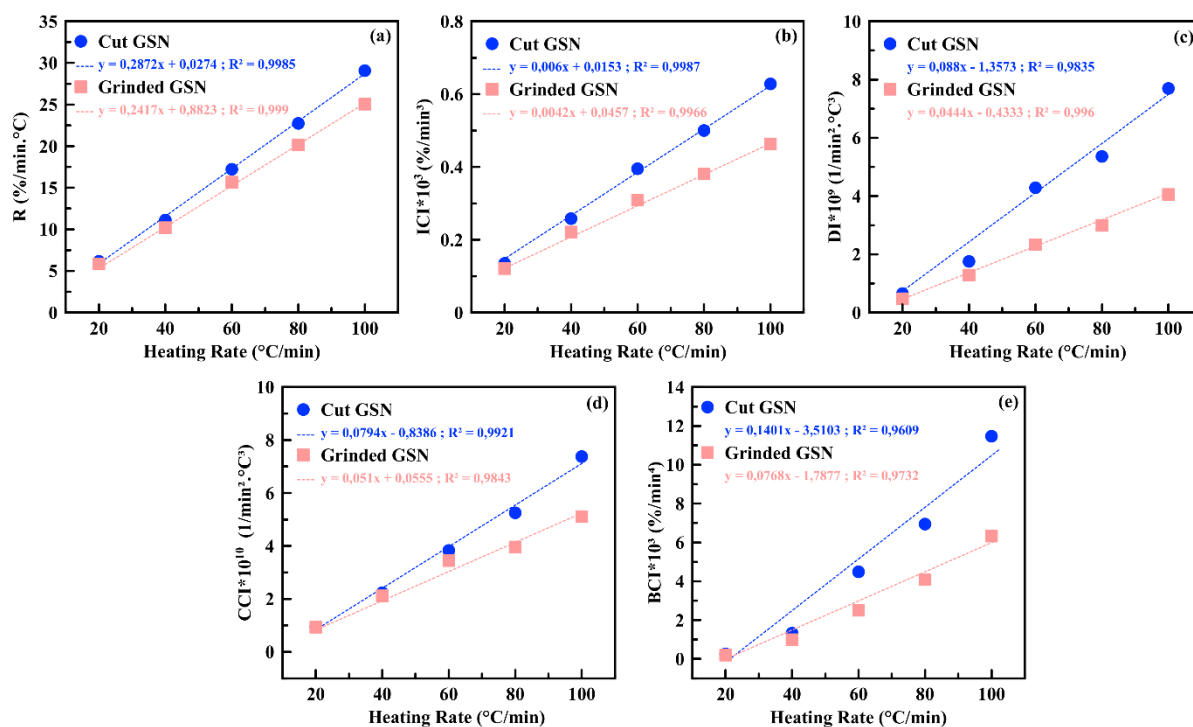 35
30
25
20
15
10
5
0
R (%/min.°C)
(a)
Cut GSN
y = 0,2872x + 0,0274 ; R² = 0,9985
Grinded GSN
y = 0,2417x + 0,8823 ; R² = 0,999
20 40 60 80 100
Heating Rate (°C/min)
0.8
0.6
0.4
0.2
0
ICI*10³ (%/min³)
(b)
Cut GSN
y = 0,006x + 0,0153 ; R² = 0,9987
Grinded GSN
y = 0,0042x + 0,0457 ; R² = 0,9966
20 40 60 80 100
Heating Rate (°C/min)
10
8
6
4
2
0
DI*10⁹ (1/min².°C³)
(c)
Cut GSN
y = 0,088x - 1,3573 ; R² = 0,9835
Grinded GSN
y = 0,0444x - 0,4333 ; R² = 0,996
20 40 60 80 100
Heating Rate (°C/min)
10
8
6
4
2
0
CCI*10¹⁰ (1/min².°C³)
(d)
Cut GSN
y = 0,0794x - 0,8386 ; R² = 0,9921
Grinded GSN
y = 0,051x + 0,0555 ; R² = 0,9843
20 40 60 80 100
Heating Rate (°C/min)
14
12
10
8
6
4
2
0
BCI*10³ (%/min⁴)
(e)
Cut GSN
y = 0,1401x - 3,5103 ; R² = 0,9609
Grinded GSN
y = 0,0768x - 1,7877 ; R² = 0,9732
20 40 60 80 100
Heating Rate (°C/min)